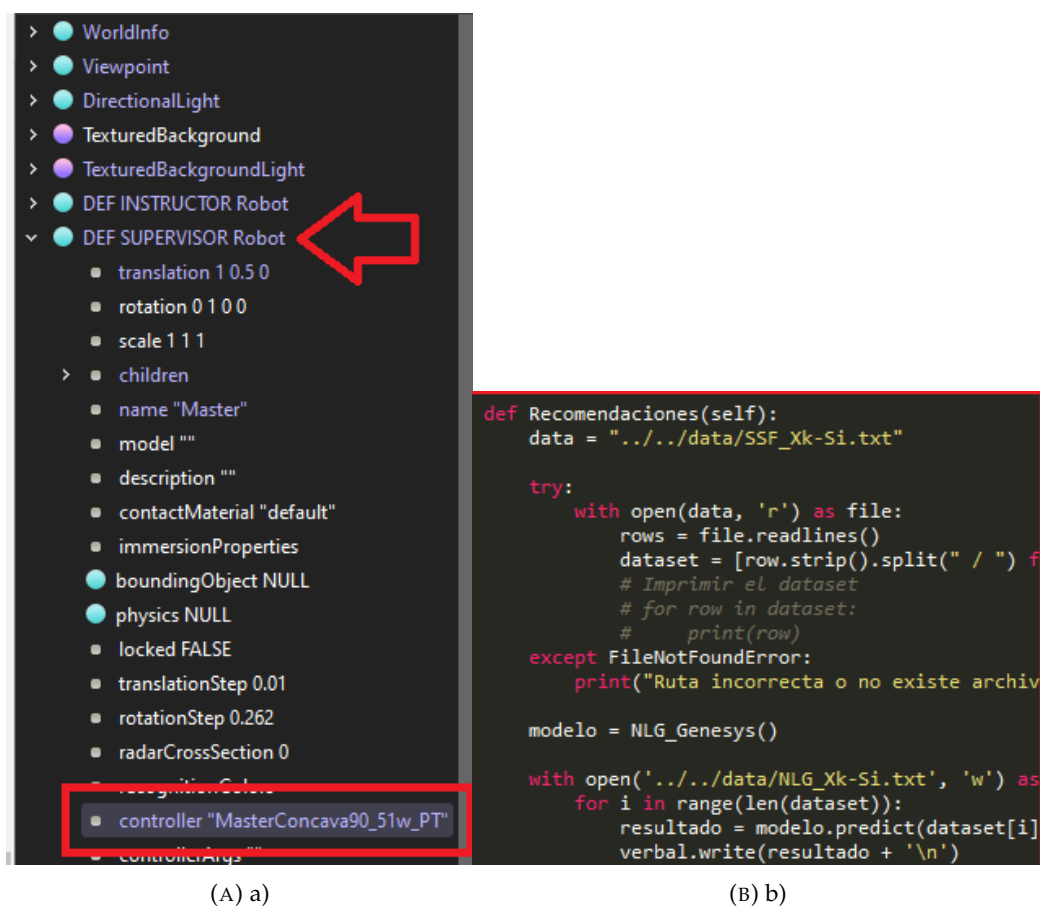 WorldInfo
Viewpoint
DirectionalLight
TexturedBackground
TexturedBackgroundLight
DEF INSTRUCTOR Robot
DEF SUPERVISOR Robot
translation 1 0.5 0
rotation 0 1 0 0
scale 1 1 1
children
name "Master"
model ""
description ""
contactMaterial "default"
immersionProperties
boundingObject NULL
physics NULL
locked FALSE
translationStep 0.01
rotationStep 0.262
radarCrossSection 0
recognitionColors
controller "MasterConcava90_51w_PT"
controllerArgs ""
(A) a)
def Recomendaciones(self):
data = "../../data/SSF_Xk-Si.txt"
try:
with open(data, 'r') as file:
rows = file.readlines()
dataset = [row.strip().split(" / ") f
# Imprimir el dataset
# for row in dataset:
#     print(row)
except FileNotFoundError:
print("Ruta incorrecta o no existe archiv
modelo = NLG_Genesys()
with open('../../data/NLG_Xk-Si.txt', 'w') as
for i in range(len(dataset)):
resultado = modelo.predict(dataset[i]
verbal.write(resultado + '\n')
(B) b)